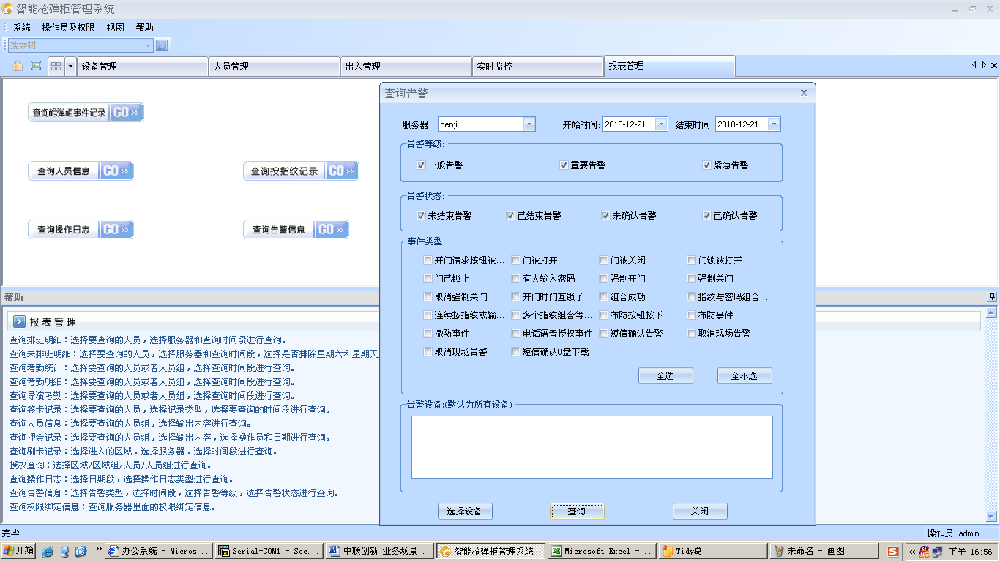 智能枪弹柜管理系统
系统 操作员及权限 视图 帮助
搜索树
设备管理 人员管理 出入管理 实时监控 报表管理
查询枪弹柜事件记录 GO
查询人员信息 GO 查询按指纹记录 GO
查询操作日志 GO 查询告警信息 GO
查询告警
服务器: benji 开始时间: 2010-12-21 结束时间: 2010-12-21
告警等级:
一般告警 重要告警 紧急告警
告警状态:
未结束告警 已结束告警 未确认告警 已确认告警
事件类型:
开门请求按钮被... 门被打开 门被关闭 门锁被打开
门已锁上 有人输入密码 强制开门 强制关门
取消强制关门 开门时门互锁了 组合成功 指纹与密码组合...
连续按指纹或输... 多个指纹组合等... 布防按钮按下 布防事件
撤防事件 电话语音授权事件 短信确认告警 取消现场告警
取消现场告警 短信确认U盘下载
全选 全不选
告警设备:(默认为所有设备)
选择设备 查询 关闭
帮助
报表管理
查询排班明细：选择要查询的人员，选择服务器和查询时间段进行查询。
查询未排班明细：选择要查询的人员，选择服务器和查询时间段，选择是否排除星期六和星期天
查询考勤统计：选择要查询的人员或者人员组，选择查询时间段进行查询。
查询考勤明细：选择要查询的人员或者人员组，选择查询时间段进行查询。
查询导演考勤：选择要查询的人员或者人员组，选择查询时间段进行查询。
查询签卡记录：选择要查询的人员，选择记录类型，选择要查询的时间段进行查询。
查询人员信息：选择要查询的人员组，选择输出内容进行查询。
查询押金记录：选择要查询的人员组，选择输出内容，选择操作员和日期进行查询。
查询刷卡记录：选择进入的区域，选择服务器，选择时间段进行查询。
授权查询：选择区域/区域组/人员/人员组进行查询。
查询操作日志：选择日期段，选择操作日志类型进行查询。
查询告警信息：选择告警类型，选择时间段，选择告警等级，选择告警状态进行查询。
查询权限绑定信息：查询服务器里面的权限绑定信息。
完毕 操作员: admin
开始 办公系统 - Micros... Serial-COM1 - Sec... 中联创新_业务场景... 智能枪弹柜管理系统 Microsoft Excel -... Tidy葛 未命名 - 画图 下午 16:56